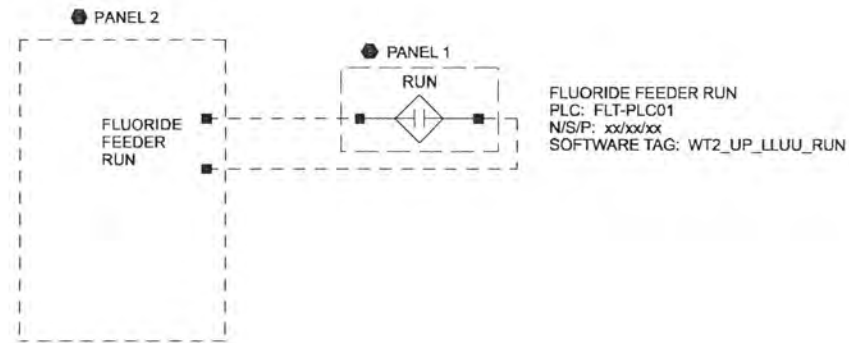 PANEL 2
PANEL 1
RUN
FLUORIDE
FEEDER
RUN
FLUORIDE FEEDER RUN
PLC: FLT-PLC01
N/S/P: xx/xx/xx
SOFTWARE TAG: WT2_UP_LLUU_RUN